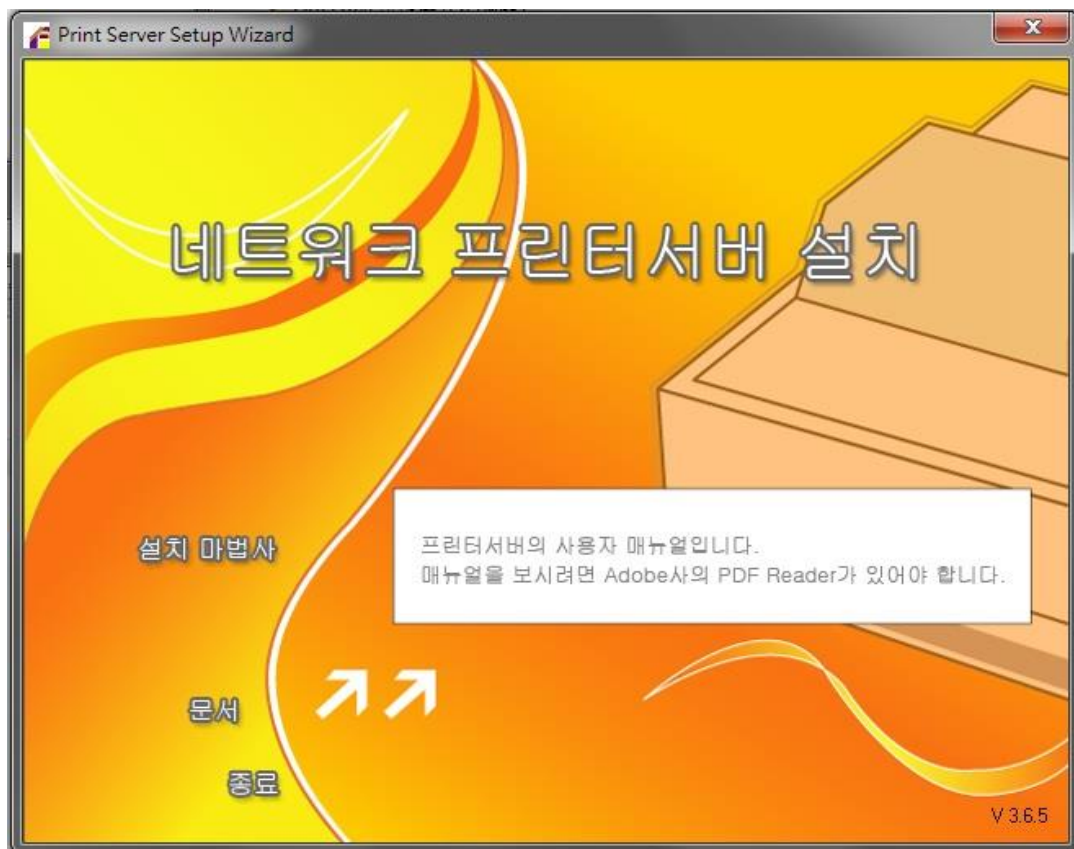 Print Server Setup Wizard
네트워크 프린터서버 설치
설치 마법사
프린터서버의 사용자 매뉴얼입니다.
매뉴얼을 보시려면 Adobe사의 PDF Reader가 있어야 합니다.
문서
종료
V 3.6.5